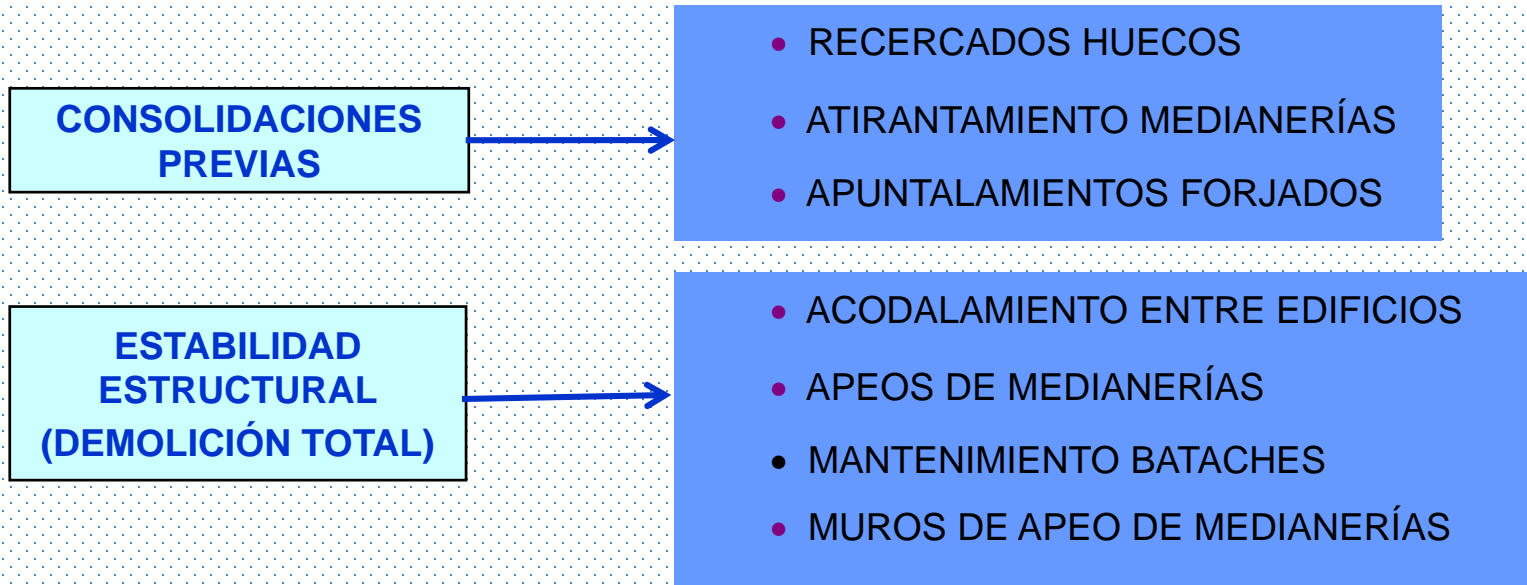 CONSOLIDACIONES
PREVIAS
• RECERCADOS HUECOS
• ATIRANTAMIENTO MEDIANERÍAS
• APUNTALAMIENTOS FORJADOS
ESTABILIDAD
ESTRUCTURAL
(DEMOLICIÓN TOTAL)
• ACODALAMIENTO ENTRE EDIFICIOS
• APEOS DE MEDIANERÍAS
• MANTENIMIENTO BATACHES
• MUROS DE APEO DE MEDIANERÍAS